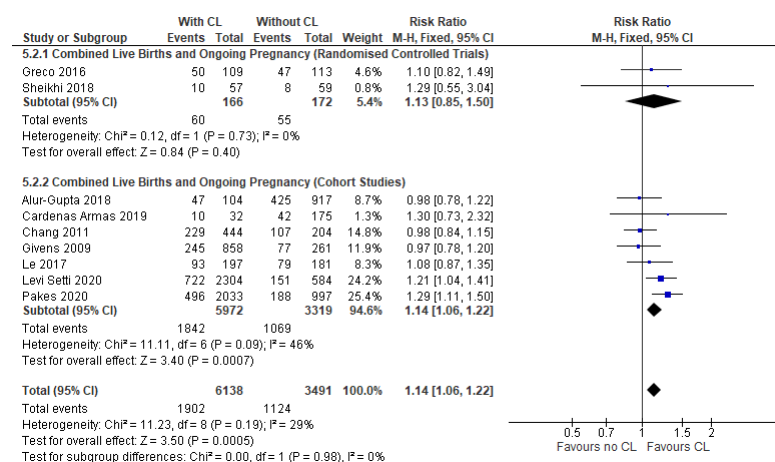 With CL Without CL Risk Ratio Risk Ratio
Study or Subgroup Events Total Events Total Weight M-H, Fixed, 95% CI M-H, Fixed, 95% CI
5.2.1 Combined Live Births and Ongoing Pregnancy (Randomised Controlled Trials)
Greco 2016 50 109 47 113 4.6% 1.10 [0.82, 1.49]
Sheikhi 2018 10 57 8 59 0.8% 1.29 [0.55, 3.04]
Subtotal (95% CI) 166 172 5.4% 1.13 [0.85, 1.50]
Total events 60 55
Heterogeneity: Chi² = 0.12, df = 1 (P = 0.73); I² = 0%
Test for overall effect: Z = 0.84 (P = 0.40)
5.2.2 Combined Live Births and Ongoing Pregnancy (Cohort Studies)
Alur-Gupta 2018 47 104 425 917 8.7% 0.98 [0.78, 1.22]
Cardenas Armas 2019 10 32 42 175 1.3% 1.30 [0.73, 2.32]
Chang 2011 229 444 107 204 14.8% 0.98 [0.84, 1.15]
Givens 2009 245 858 77 261 11.9% 0.97 [0.78, 1.20]
Le 2017 93 197 79 181 8.3% 1.08 [0.87, 1.35]
Levi Setti 2020 722 2304 151 584 24.2% 1.21 [1.04, 1.41]
Pakes 2020 496 2033 188 997 25.4% 1.29 [1.11, 1.50]
Subtotal (95% CI) 5972 3319 94.6% 1.14 [1.06, 1.22]
Total events 1842 1069
Heterogeneity: Chi² = 11.11, df = 6 (P = 0.09); I² = 46%
Test for overall effect: Z = 3.40 (P = 0.0007)
Total (95% CI) 6138 3491 100.0% 1.14 [1.06, 1.22]
Total events 1902 1124
Heterogeneity: Chi² = 11.23, df = 8 (P = 0.19); I² = 29%
Test for overall effect: Z = 3.50 (P = 0.0005)
Test for subgroup differences: Chi² = 0.00, df = 1 (P = 0.98), I² = 0%
0.5 0.7 1 1.5 2
Favours no CL Favours CL